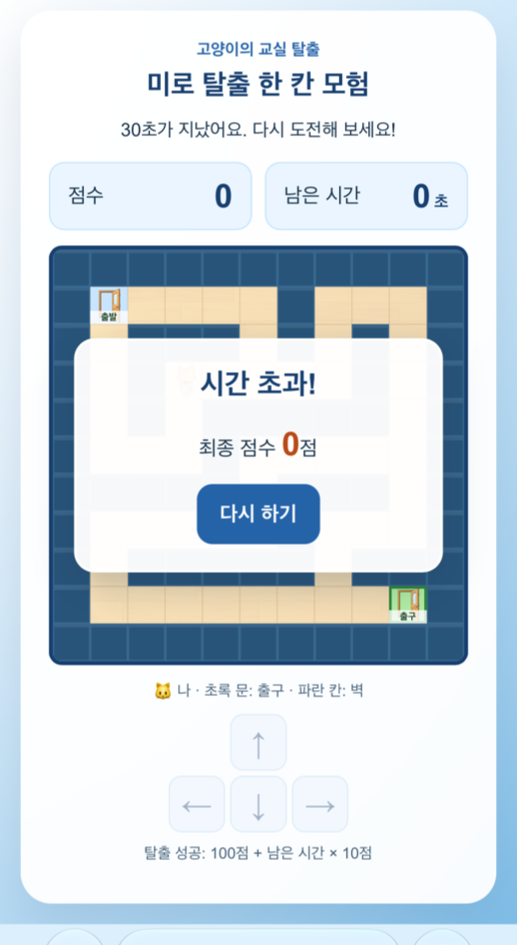 고양이의 교실 탈출
미로 탈출 한 칸 모험
30초가 지났어요. 다시 도전해 보세요!
점수 0
남은 시간 0 초
출발
시간 초과!
최종 점수 0점
다시 하기
출구
🐱 나 · 초록 문: 출구 · 파란 칸: 벽
↑
← ↓ →
탈출 성공: 100점 + 남은 시간 × 10점